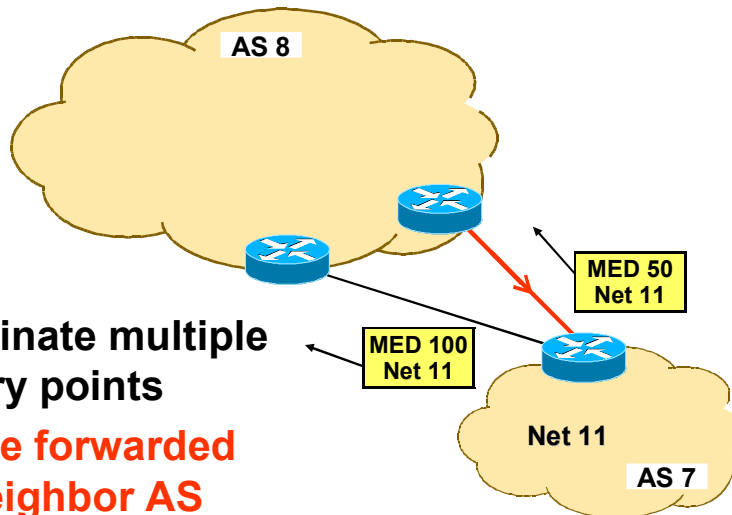 AS 8
MED 50
Net 11
inate multiple
ry points
MED 100
Net 11
e forwarded
eighbor AS
Net 11
AS 7